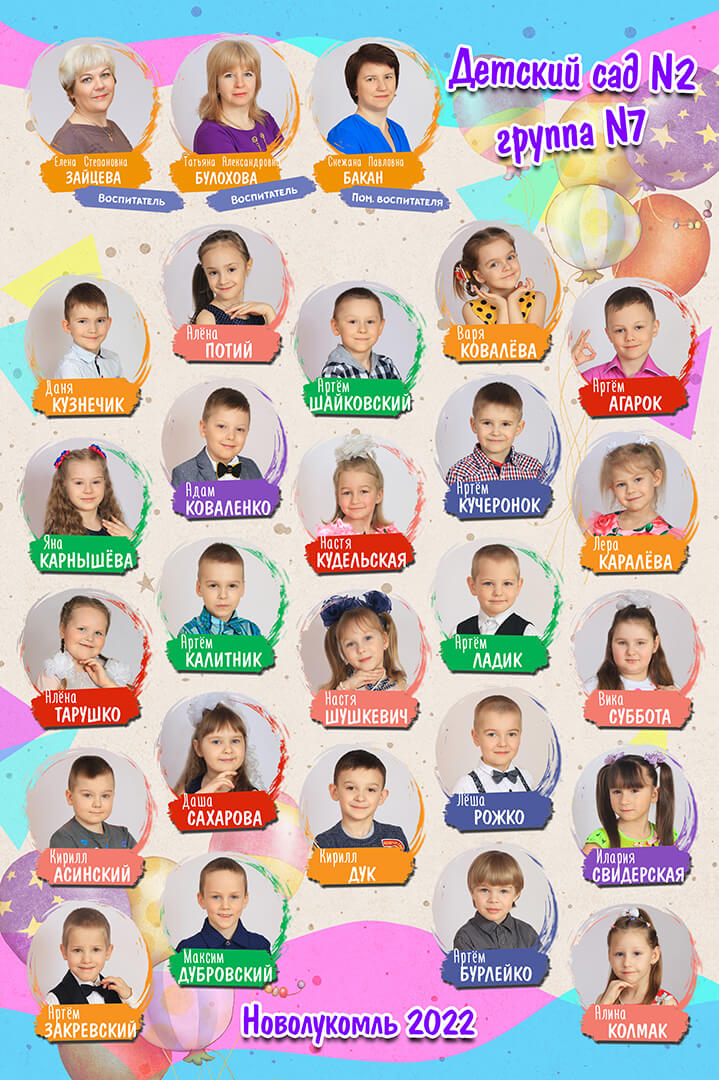 Детский сад N2
группа N7
Елена Степановна
ЗАЙЦЕВА
Воспитатель
Татьяна Александровна
БУЛОХОВА
Воспитатель
Снежана Павловна
БАКАН
Пом. воспитателя
Алёна
ПОТИЙ
Варя
КОВАЛЁВА
Даня
КУЗНЕЧИК
Артём
ШАЙКОВСКИЙ
Артём
АГАРОК
Адам
КОВАЛЕНКО
Артём
КУЧЕРОНОК
Яна
КАРНЫШЁВА
Настя
КУДЕЛЬСКАЯ
Лера
КАРАЛЁВА
Артём
КАЛИТНИК
Артём
ЛАДИК
Алёна
ТАРУШКО
Настя
ШУШКЕВИЧ
Вика
СУББОТА
Даша
САХАРОВА
Лёша
РОЖКО
Кирилл
АСИНСКИЙ
Кирилл
ДУК
Илария
СВИДЕРСКАЯ
Максим
ДУБРОВСКИЙ
Артём
БУРЛЕЙКО
Артём
ЗАКРЕВСКИЙ
Алина
КОЛМАК
Новолукомль 2022